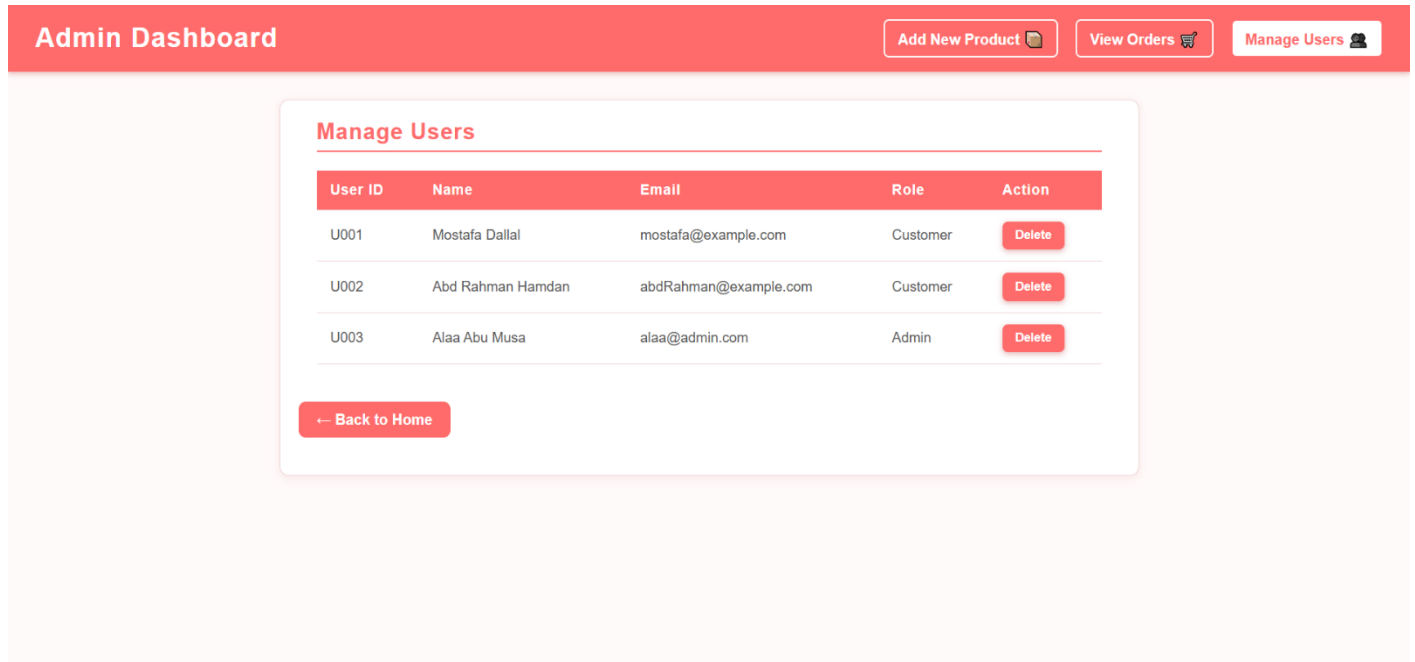 Admin Dashboard Add New Product View Orders Manage Users
Manage Users
User ID Name Email Role Action
U001 Mostafa Dallal mostafa@example.com Customer Delete
U002 Abd Rahman Hamdan abdRahman@example.com Customer Delete
U003 Alaa Abu Musa alaa@admin.com Admin Delete
← Back to Home